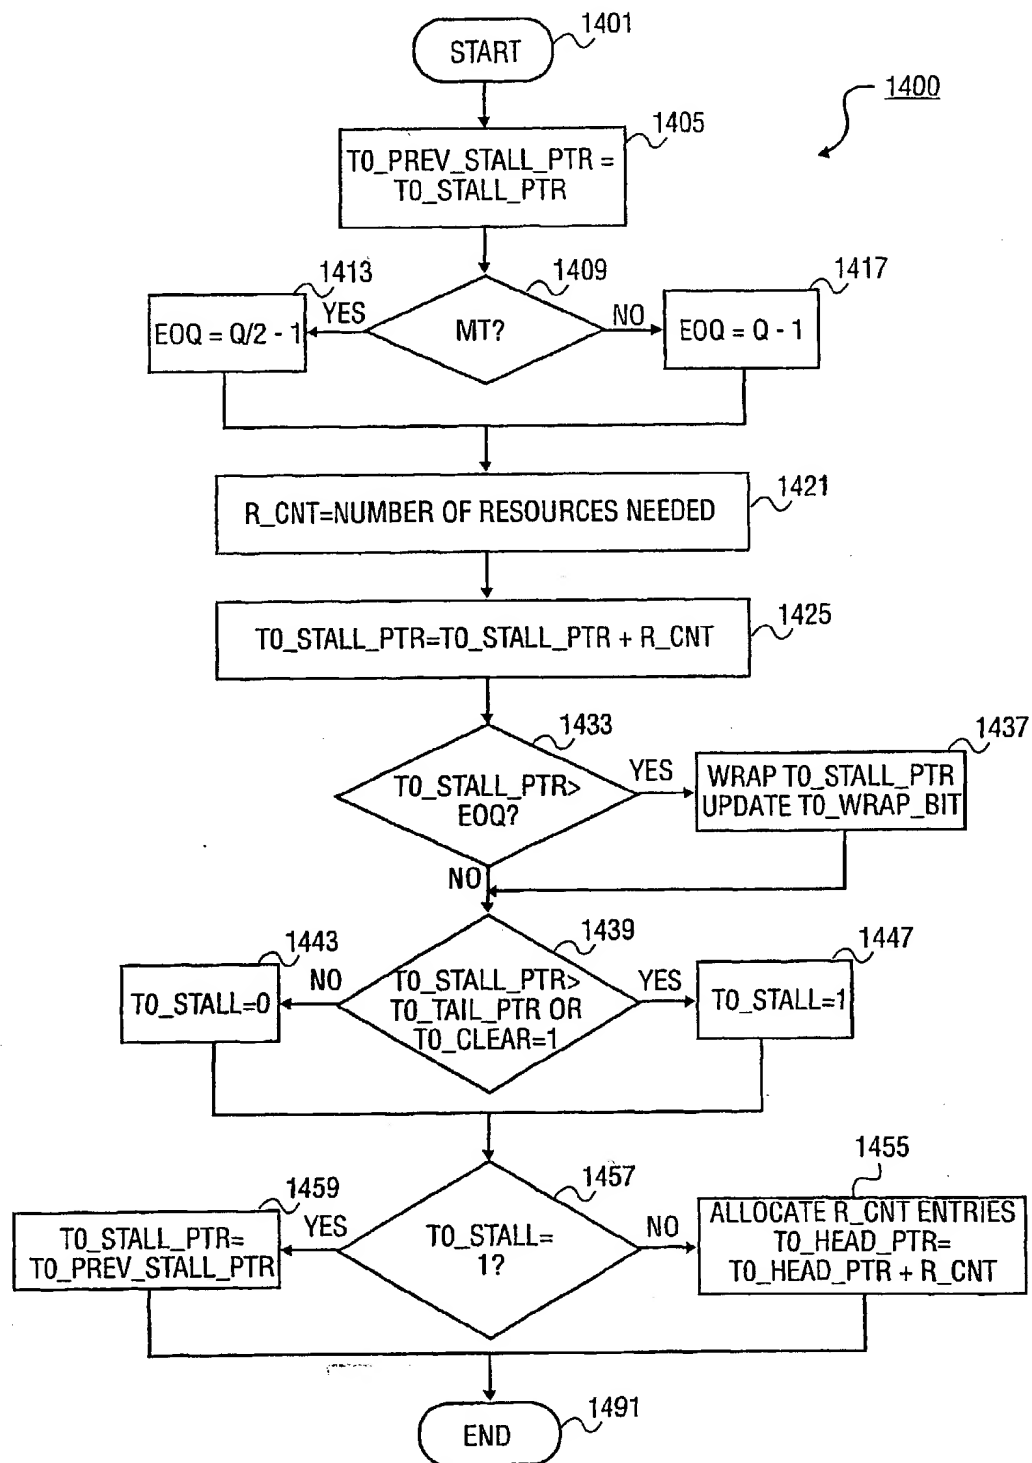 START
1401
1400
1405
T0_PREV_STALL_PTR =
T0_STALL_PTR
1413
1409
1417
EOQ = Q/2 - 1
YES
MT?
NO
EOQ = Q - 1
R_CNT=NUMBER OF RESOURCES NEEDED
1421
T0_STALL_PTR=T0_STALL_PTR + R_CNT
1425
1433
1437
T0_STALL_PTR>
EOQ?
YES
WRAP T0_STALL_PTR
UPDATE T0_WRAP_BIT
NO
1443
1439
1447
T0_STALL=0
NO
T0_STALL_PTR>
T0_TAIL_PTR OR
T0_CLEAR=1
YES
T0_STALL=1
1459
1457
1455
T0_STALL_PTR=
T0_PREV_STALL_PTR
YES
T0_STALL=
1?
NO
ALLOCATE R_CNT ENTRIES
T0_HEAD_PTR=
T0_HEAD_PTR + R_CNT
END
1491